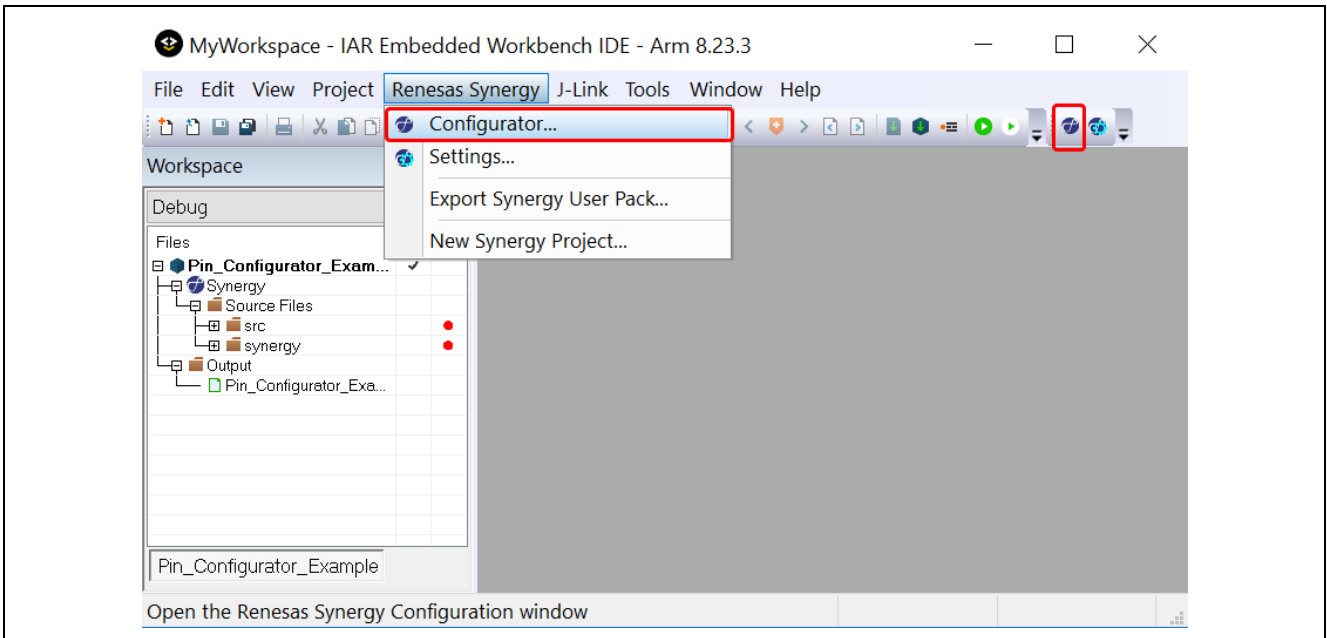 MyWorkspace - IAR Embedded Workbench IDE - Arm 8.23.3
File Edit View Project Renesas Synergy J-Link Tools Window Help
Configurator...
Workspace
Settings...
Debug
Export Synergy User Pack...
Files
New Synergy Project...
Pin_Configurator_Exam...
Synergy
Source Files
src
synergy
Output
Pin_Configurator_Exa...
Pin_Configurator_Example
Open the Renesas Synergy Configuration window